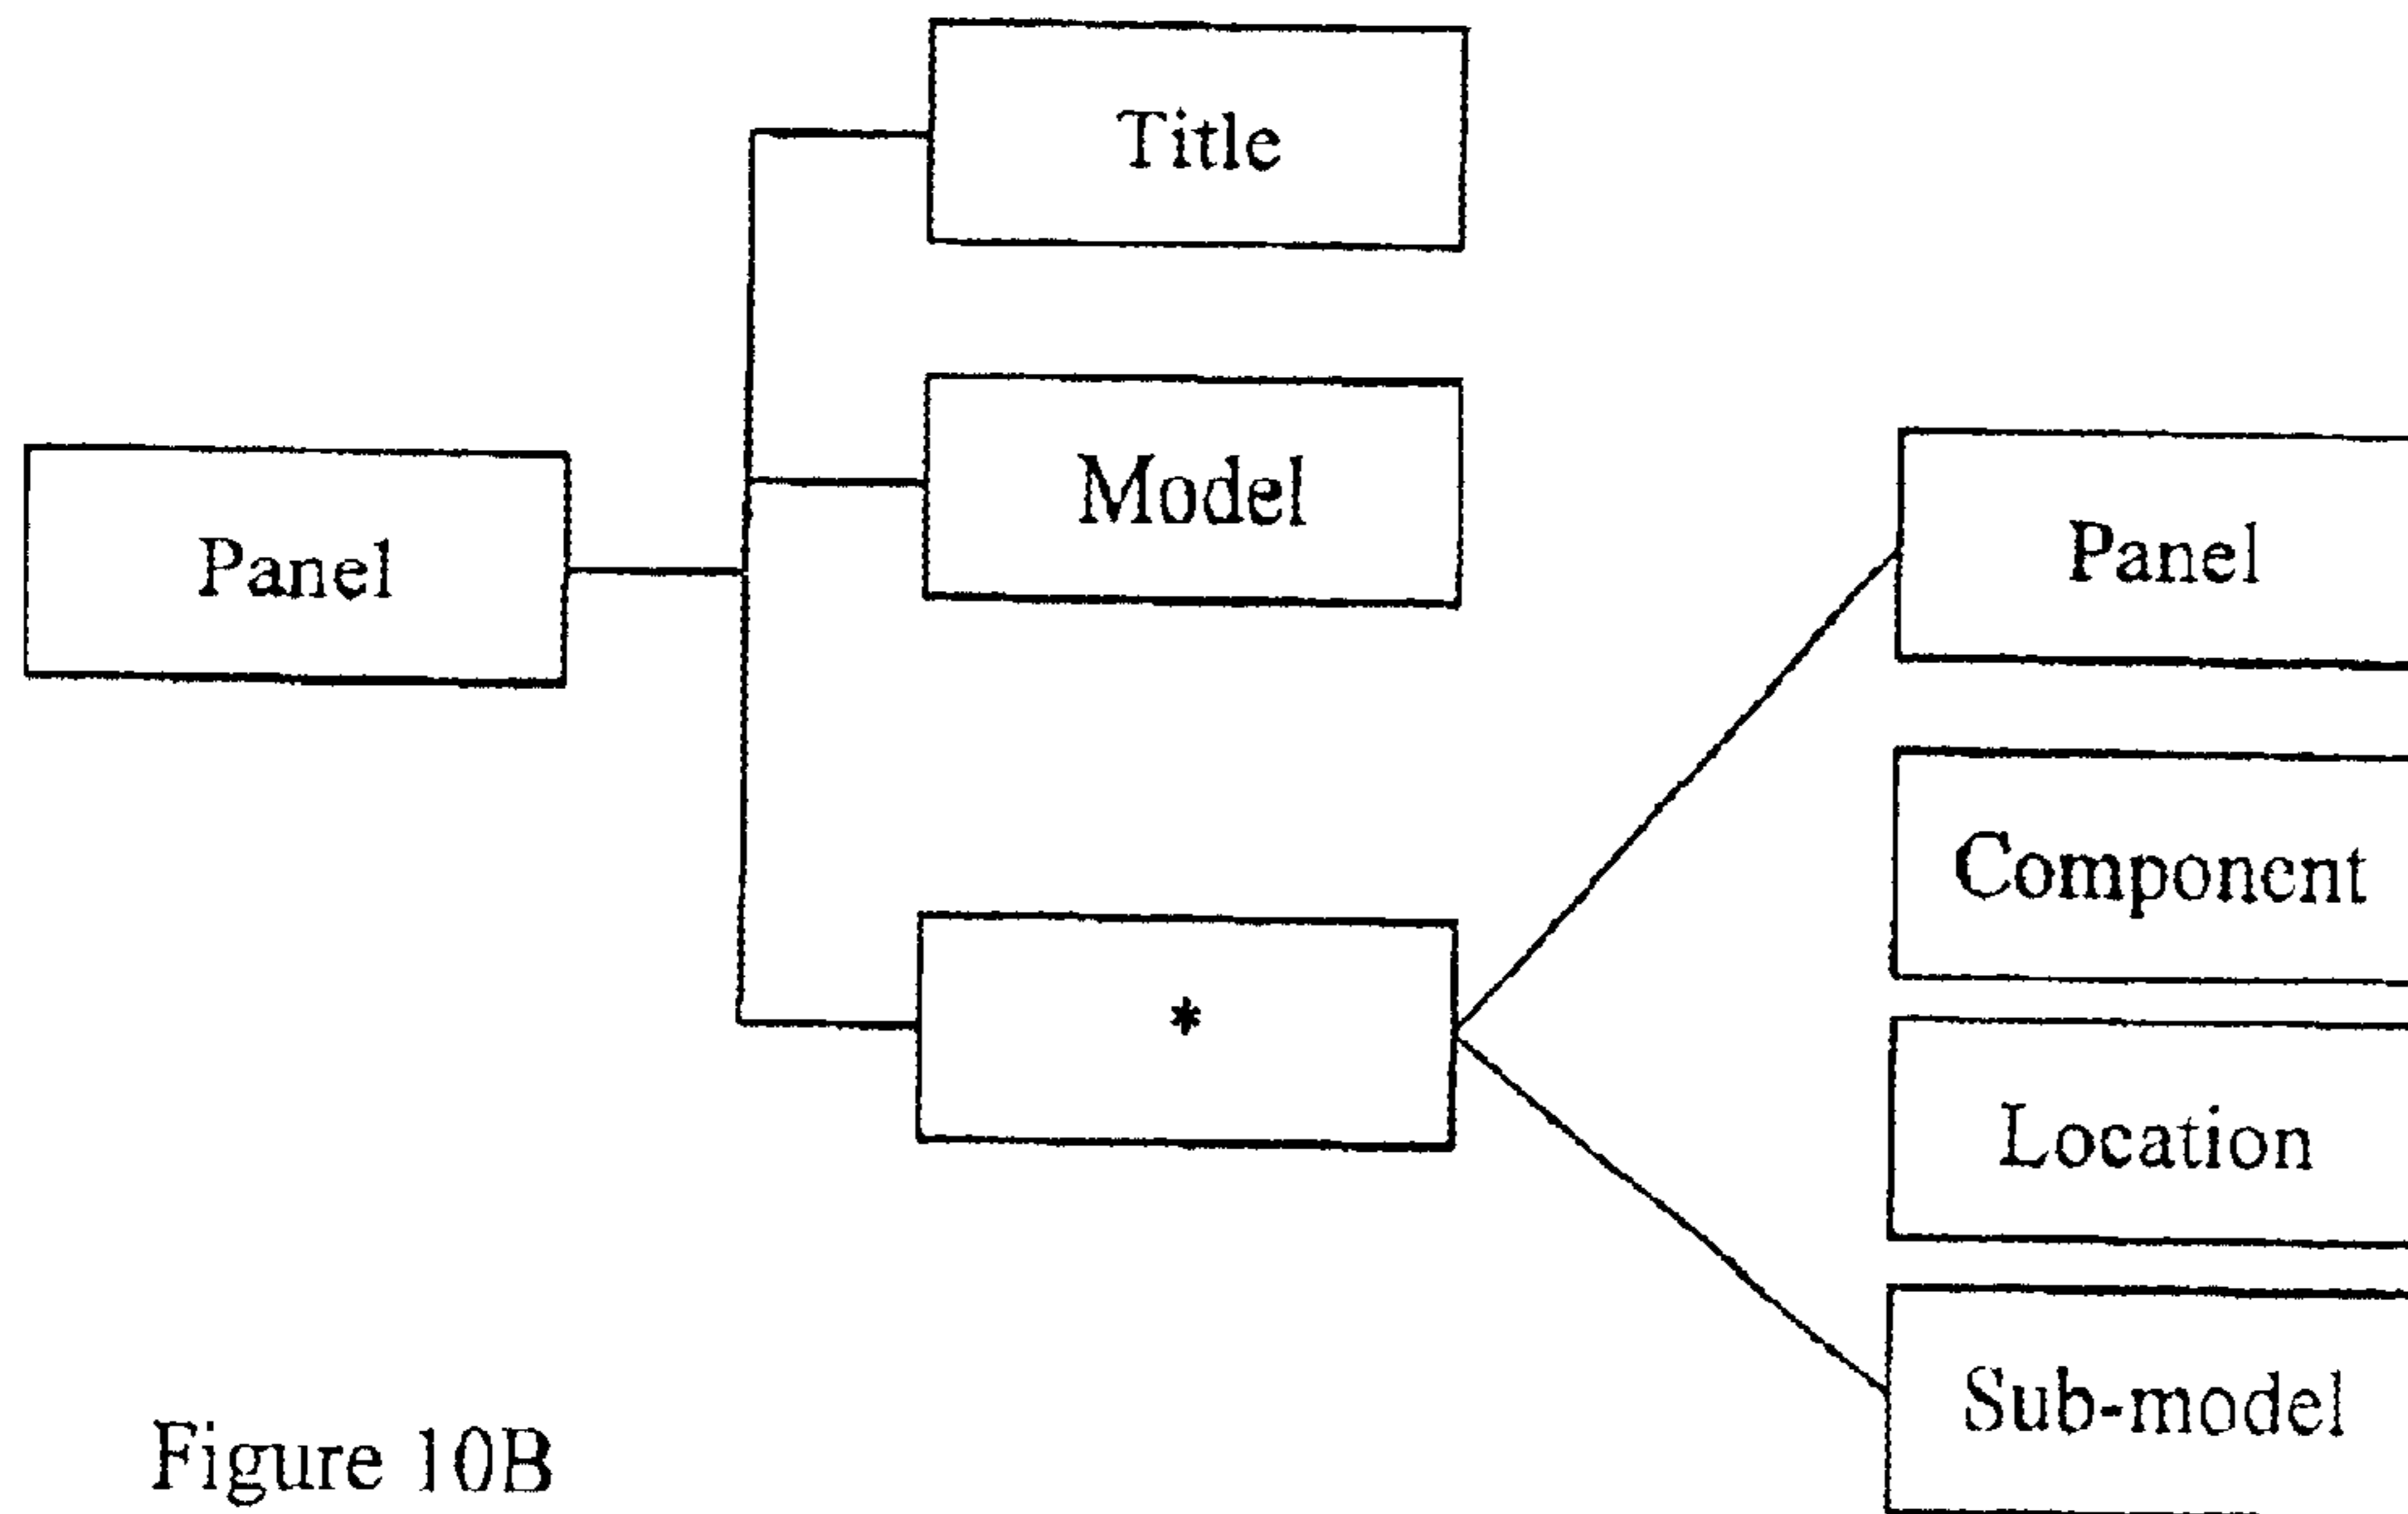 Title
Model
Panel
*
Panel
Component
Location
Sub-model
Figure 10B